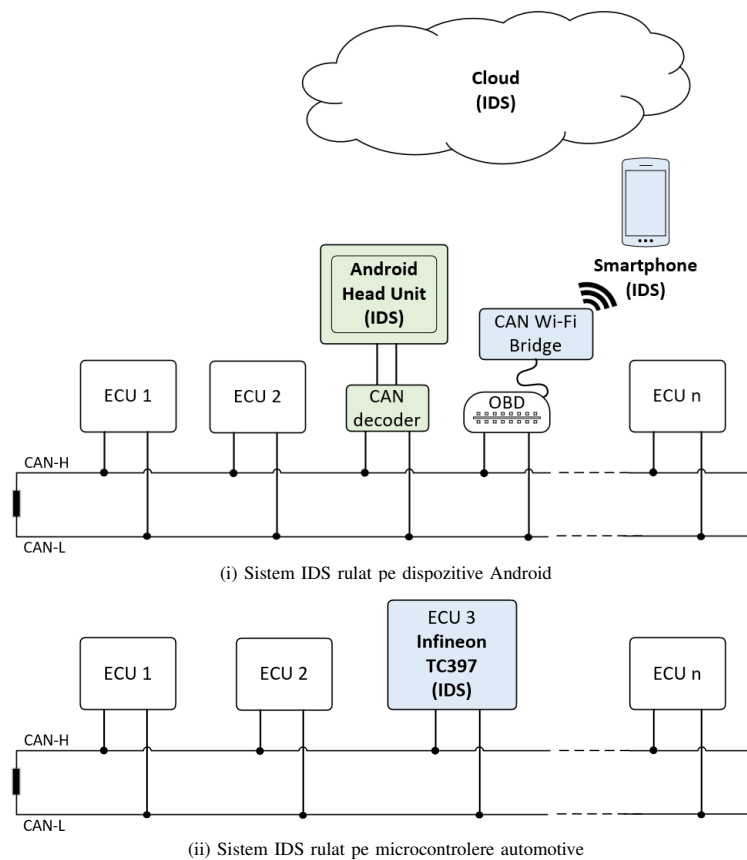 Cloud
(IDS)
Android
Head Unit
(IDS)
Smartphone
(IDS)
CAN Wi-Fi
Bridge
ECU 1
ECU 2
CAN
decoder
OBD
ECU n
CAN-H
CAN-L
(i) Sistem IDS rulat pe dispozitive Android
ECU 1
ECU 2
ECU 3
Infineon
TC397
(IDS)
ECU n
CAN-H
CAN-L
(ii) Sistem IDS rulat pe microcontrolere automotive